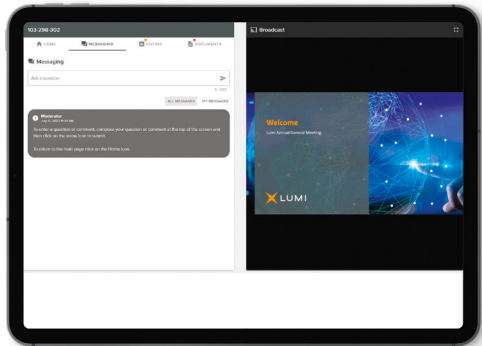 103-298-302
HOME
MESSAGING
VOTING
DOCUMENTS
Messaging
Ask a question
ALL MESSAGES
MY MESSAGES
Moderator
To enter a question or comment, compose your question or comment at the top of the screen and
then click on the arrow icon to submit.
To return to the main page click on the Home icon.
Broadcast
Welcome
Lumi Annual General Meeting
LUMI